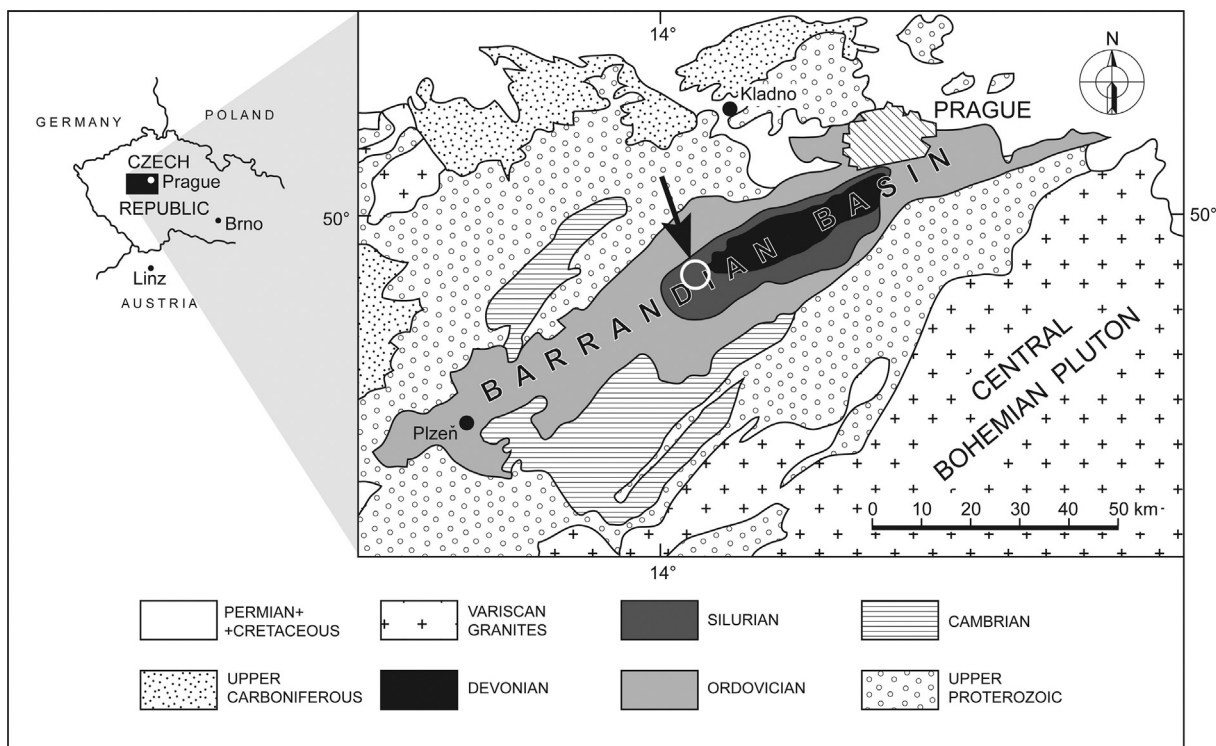 GERMANY
POLAND
CZECH
Prague
REPUBLIC
Brno
Linz
AUSTRIA
14°
N
Kladno
PRAGUE
50°
50°
BARRANDIAN BASIN
Plzeň
CENTRAL
BOHEMIAN PLUTON
0 10 20 30 40 50 km
14°
PERMIAN+
+CRETACEOUS
VARISCAN
GRANITES
SILURIAN
CAMBRIAN
UPPER
CARBONIFEROUS
DEVONIAN
ORDOVICIAN
UPPER
PROTEROZOIC